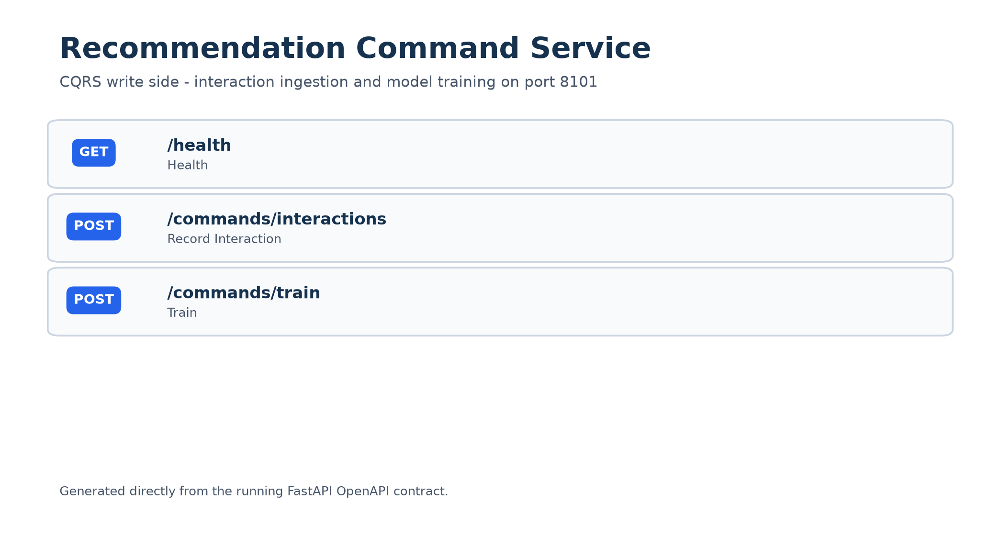 Recommendation Command Service
CQRS write side - interaction ingestion and model training on port 8101
GET
/health
Health
POST
/commands/interactions
Record Interaction
POST
/commands/train
Train
Generated directly from the running FastAPI OpenAPI contract.